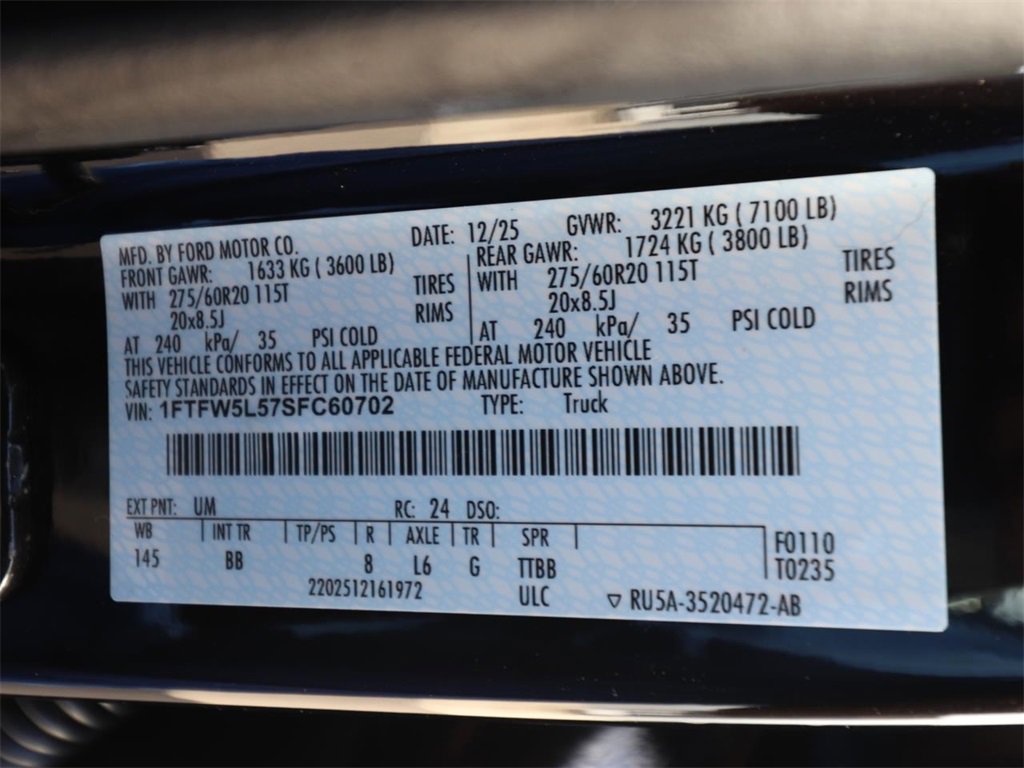 MFD. BY FORD MOTOR CO. DATE: 12/25 GVWR: 3221 KG ( 7100 LB)
FRONT GAWR: 1633 KG ( 3600 LB) REAR GAWR: 1724 KG ( 3800 LB)
WITH 275/60R20 115T TIRES WITH 275/60R20 115T TIRES
20x8.5J RIMS 20x8.5J RIMS
AT 240 kPa/ 35 PSI COLD AT 240 kPa/ 35 PSI COLD
THIS VEHICLE CONFORMS TO ALL APPLICABLE FEDERAL MOTOR VEHICLE
SAFETY STANDARDS IN EFFECT ON THE DATE OF MANUFACTURE SHOWN ABOVE.
VIN: 1FTFW5L57SFC60702 TYPE: Truck
EXT PNT: UM RC: 24 DSO:
WB INT TR TP/PS R AXLE TR SPR F0110
145 BB 8 L6 G TTBB T0235
2202512161972 ULC ▽ RU5A-3520472-AB